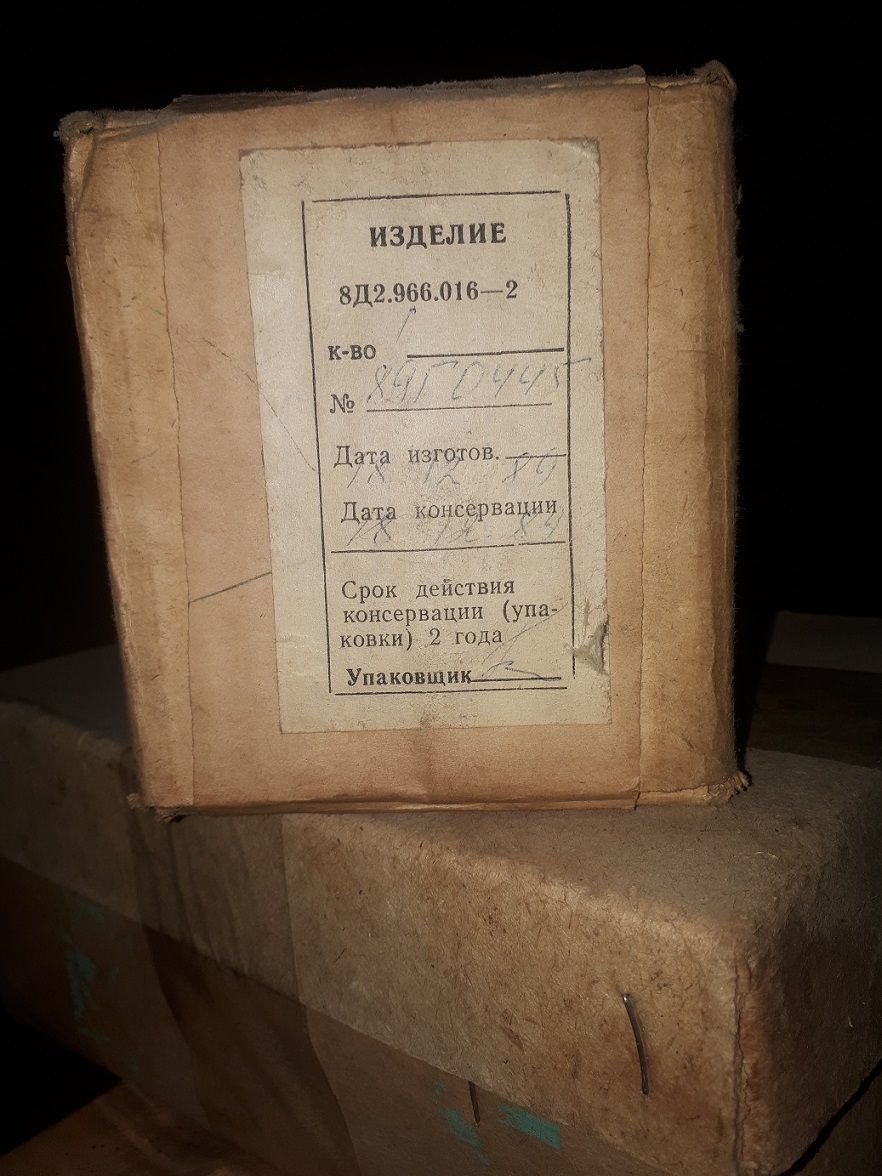 ИЗДЕЛИЕ
8Д2.966.016—2
к-во 1
№ 89Г0445
Дата изготов.
18 12 89
Дата консервации
18 12 89
Срок действия
консервации (упа-
ковки) 2 года
Упаковщик